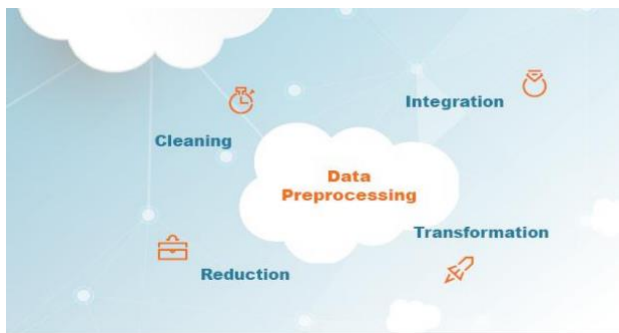 Integration
Cleaning
Data
Preprocessing
Transformation
Reduction